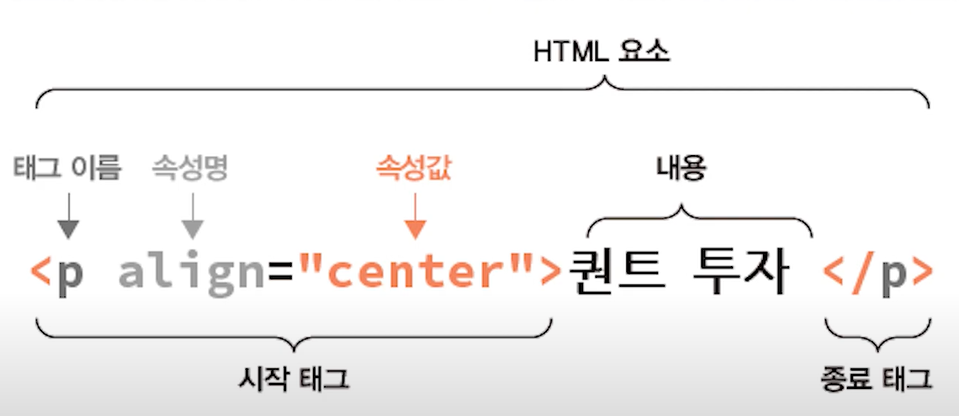 HTML 요소
태그 이름 속성명 속성값 내용
<p align="center">퀀트 투자 </p>
시작 태그 종료 태그